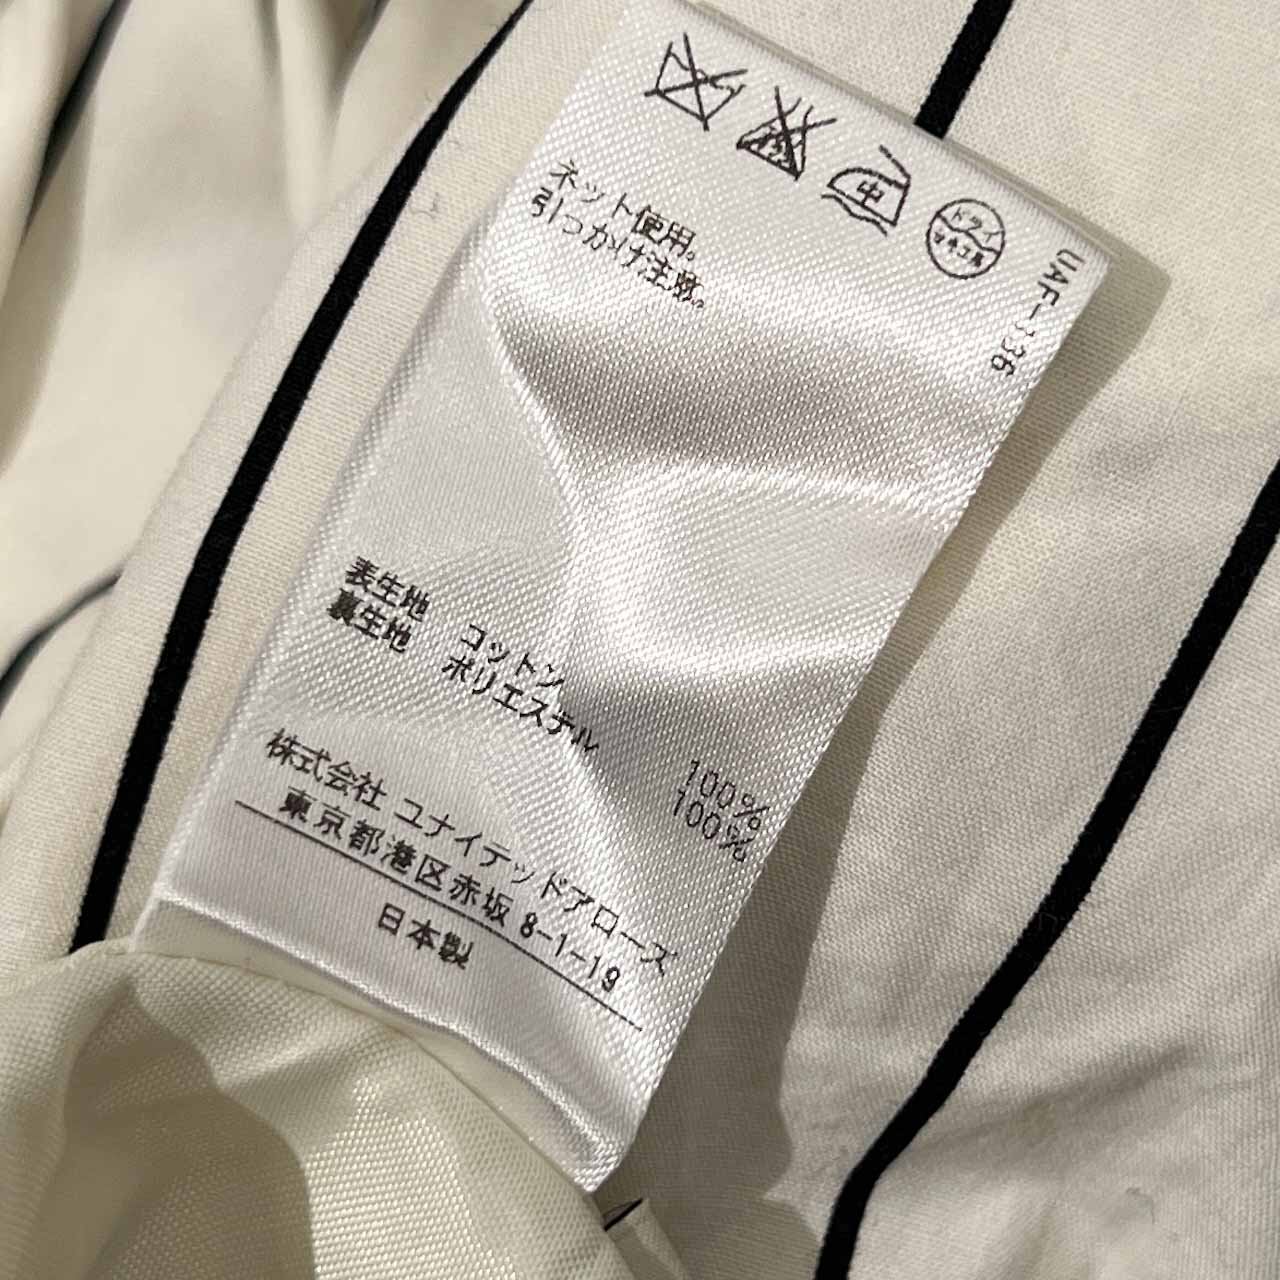 中
ドライ
セキユ系
UAF-136
ネット使用。
引っかけ注意。
表生地 コットン 100%
裏生地 ポリエステル 100%
株式会社 ユナイテッドアローズ
東京都港区赤坂 8-1-19
日本製